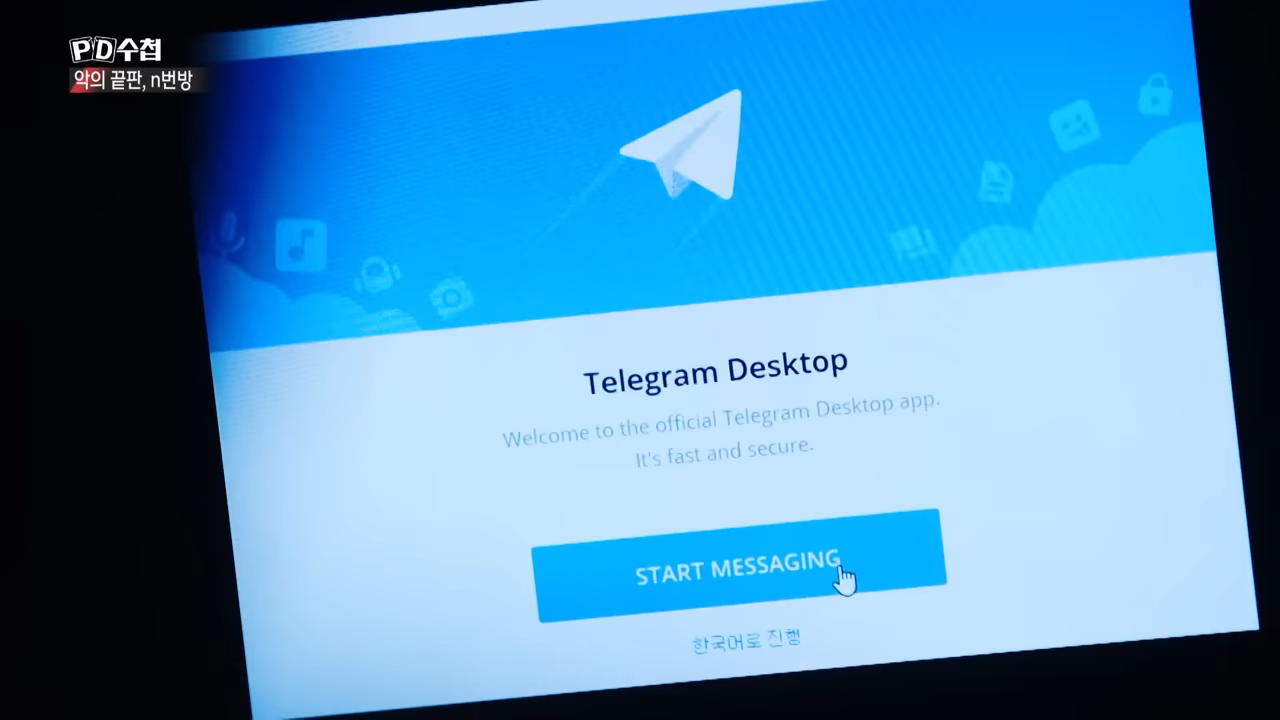 PD수첩
악의 끝판, n번방
Telegram Desktop
Welcome to the official Telegram Desktop app.
It's fast and secure.
START MESSAGING
한국어로 진행